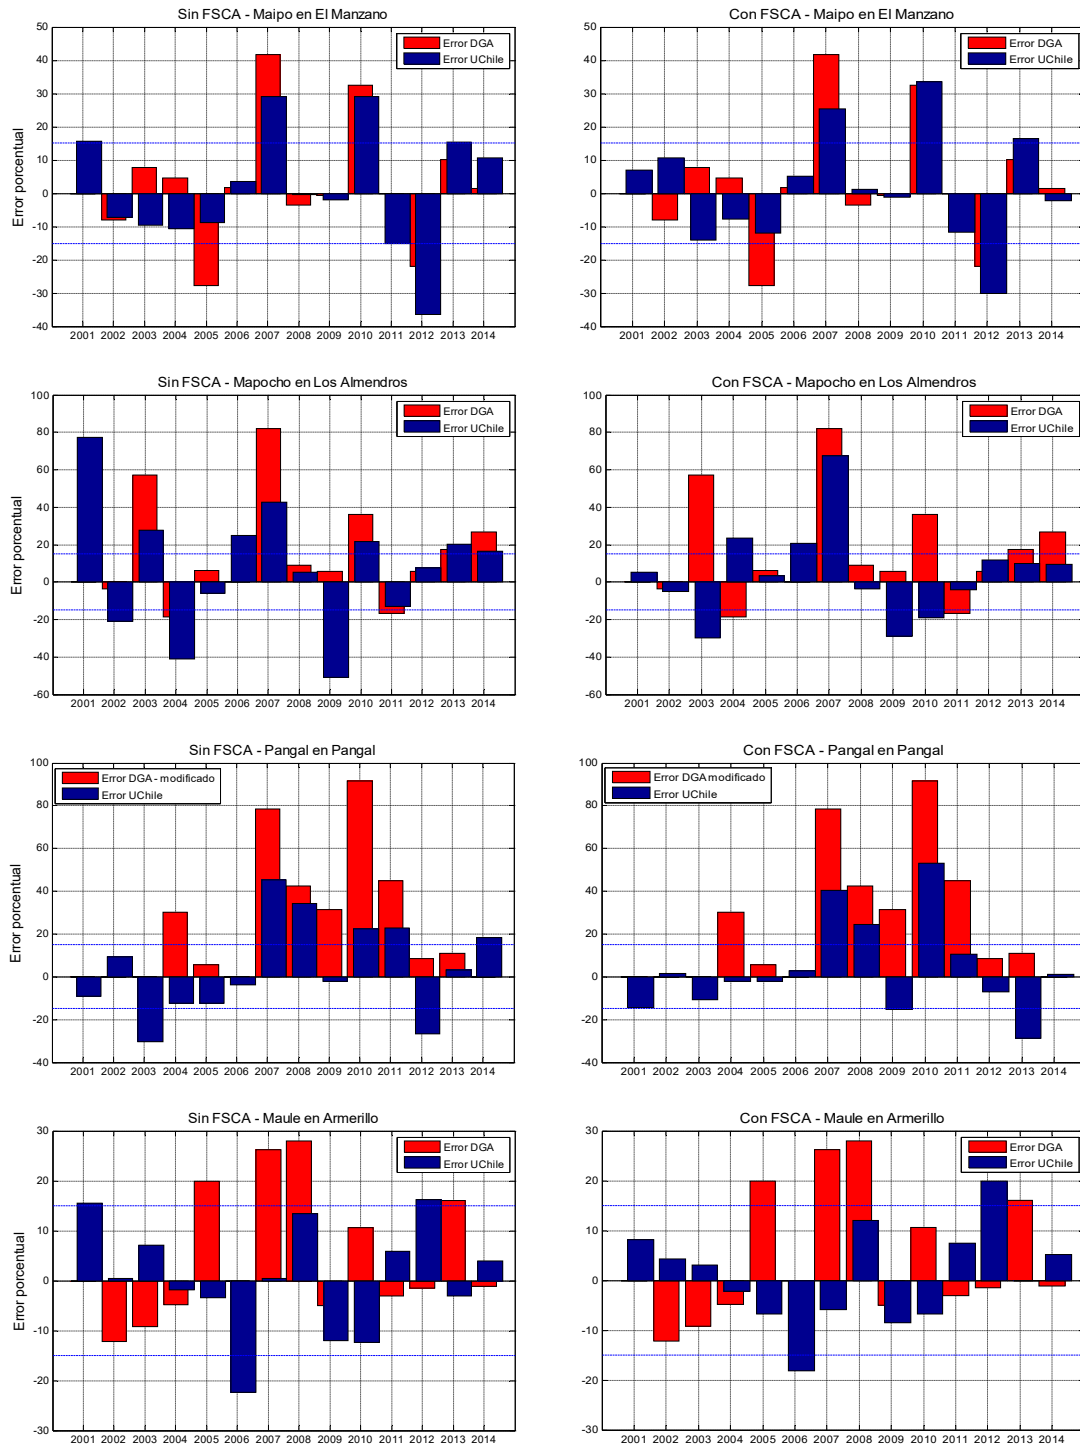 Sin FSCA - Maipo en El Manzano
50
40
30
20
10
0
-10
-20
-30
-40
Error porcentual
Error DGA
Error UChile
2001 2002 2003 2004 2005 2006 2007 2008 2009 2010 2011 2012 2013 2014
Con FSCA - Maipo en El Manzano
50
40
30
20
10
0
-10
-20
-30
-40
Error DGA
Error UChile
2001 2002 2003 2004 2005 2006 2007 2008 2009 2010 2011 2012 2013 2014
Sin FSCA - Mapocho en Los Almendros
100
80
60
40
20
0
-20
-40
-60
Error porcentual
Error DGA
Error UChile
2001 2002 2003 2004 2005 2006 2007 2008 2009 2010 2011 2012 2013 2014
Con FSCA - Mapocho en Los Almendros
100
80
60
40
20
0
-20
-40
-60
Error DGA
Error UChile
2001 2002 2003 2004 2005 2006 2007 2008 2009 2010 2011 2012 2013 2014
Sin FSCA - Pangal en Pangal
100
80
60
40
20
0
-20
-40
Error porcentual
Error DGA - modificado
Error UChile
2001 2002 2003 2004 2005 2006 2007 2008 2009 2010 2011 2012 2013 2014
Con FSCA - Pangal en Pangal
100
80
60
40
20
0
-20
-40
Error DGA modificado
Error UChile
2001 2002 2003 2004 2005 2006 2007 2008 2009 2010 2011 2012 2013 2014
Sin FSCA - Maule en Armerillo
30
20
10
0
-10
-20
-30
Error porcentual
Error DGA
Error UChile
2001 2002 2003 2004 2005 2006 2007 2008 2009 2010 2011 2012 2013 2014
Con FSCA - Maule en Armerillo
30
20
10
0
-10
-20
-30
Error DGA
Error UChile
2001 2002 2003 2004 2005 2006 2007 2008 2009 2010 2011 2012 2013 2014